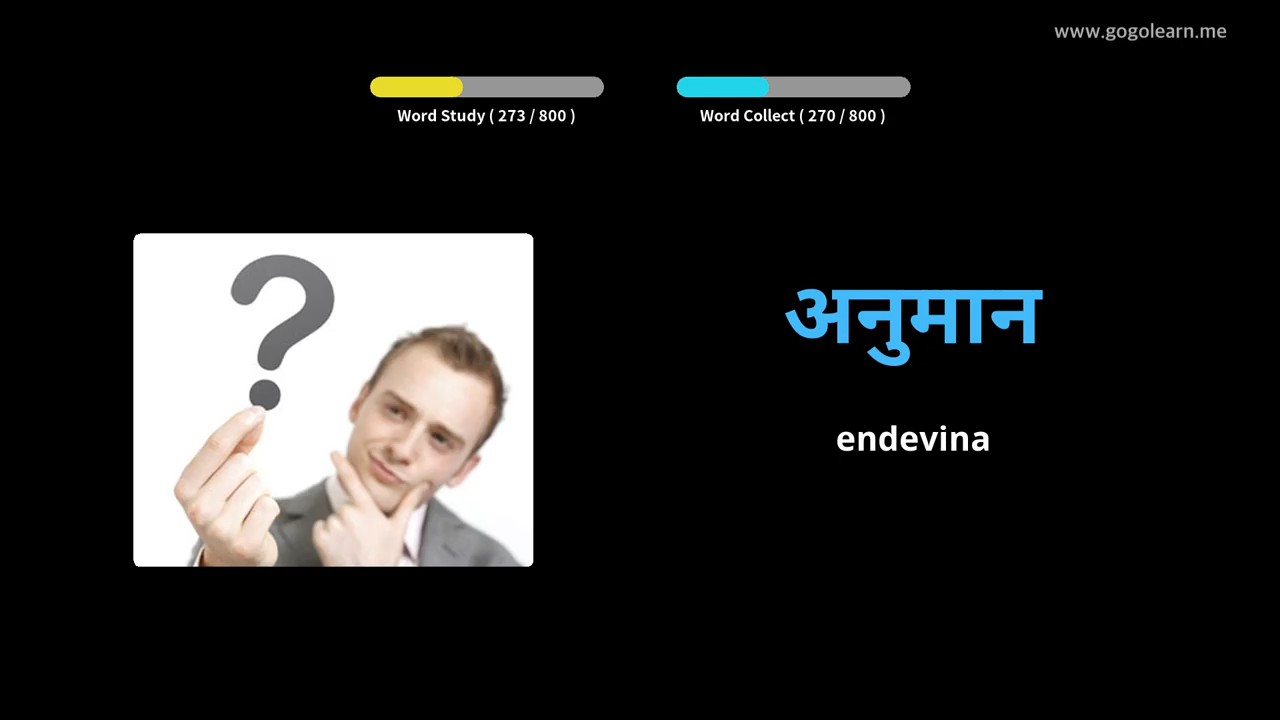 www.gogolearn.me
Word Study ( 273 / 800 )
Word Collect ( 270 / 800 )
?
अनुमान
endevina